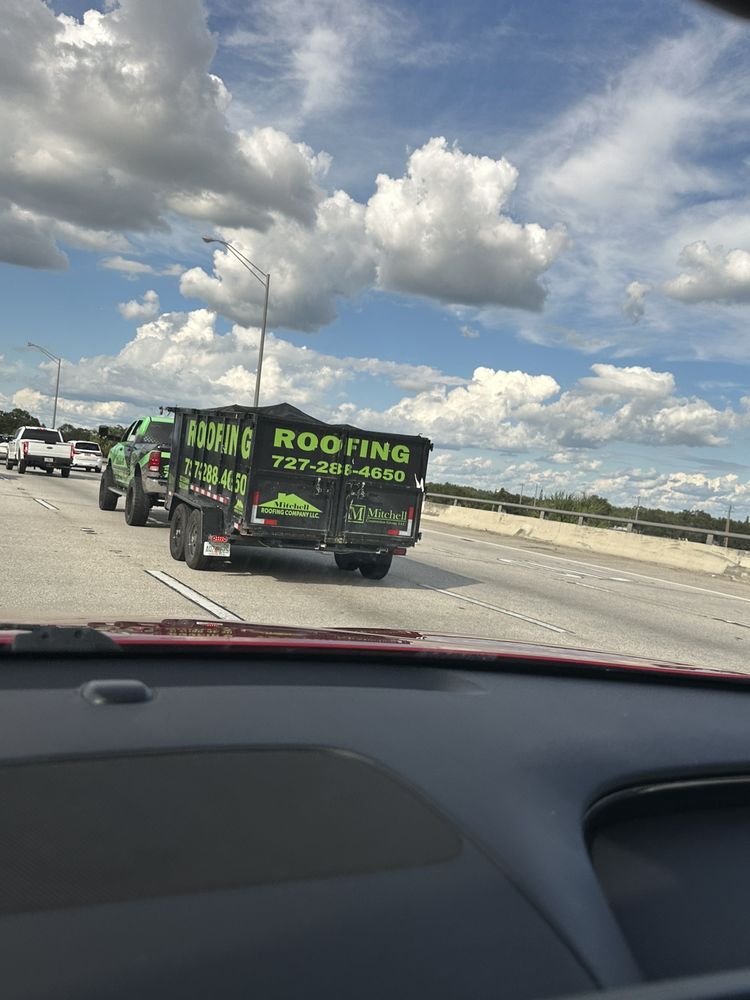 ROOFING
727-288-4650
ROOFING
727-288-4650
Mitchell
ROOFING COMPANY LLC.
M Mitchell